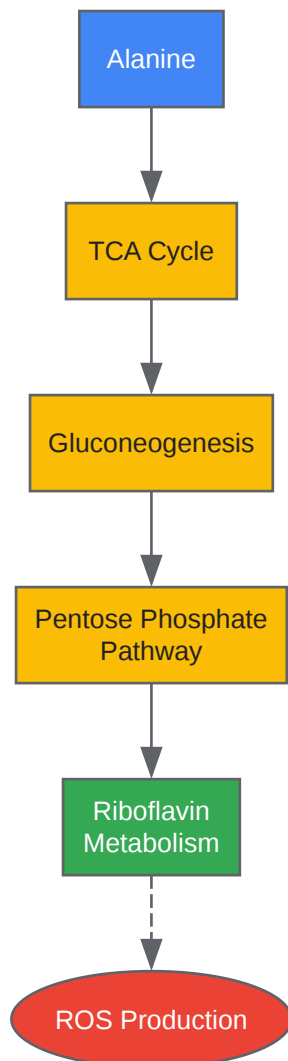 Alanine
TCA Cycle
Gluconeogenesis
Pentose Phosphate
Pathway
Riboflavin
Metabolism
ROS Production